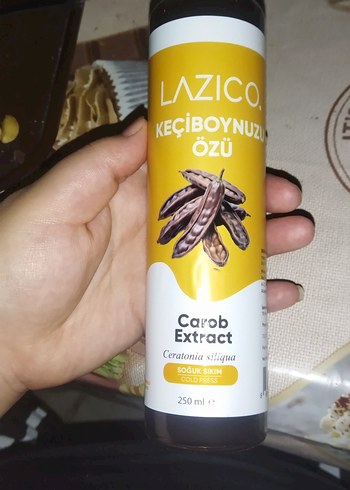 LAZICO.
KEÇİBOYNUZU
ÖZÜ
Carob
Extract
Ceratonia siliqua
SOĞUK SIKIM
COLD PRESS
250 ml e